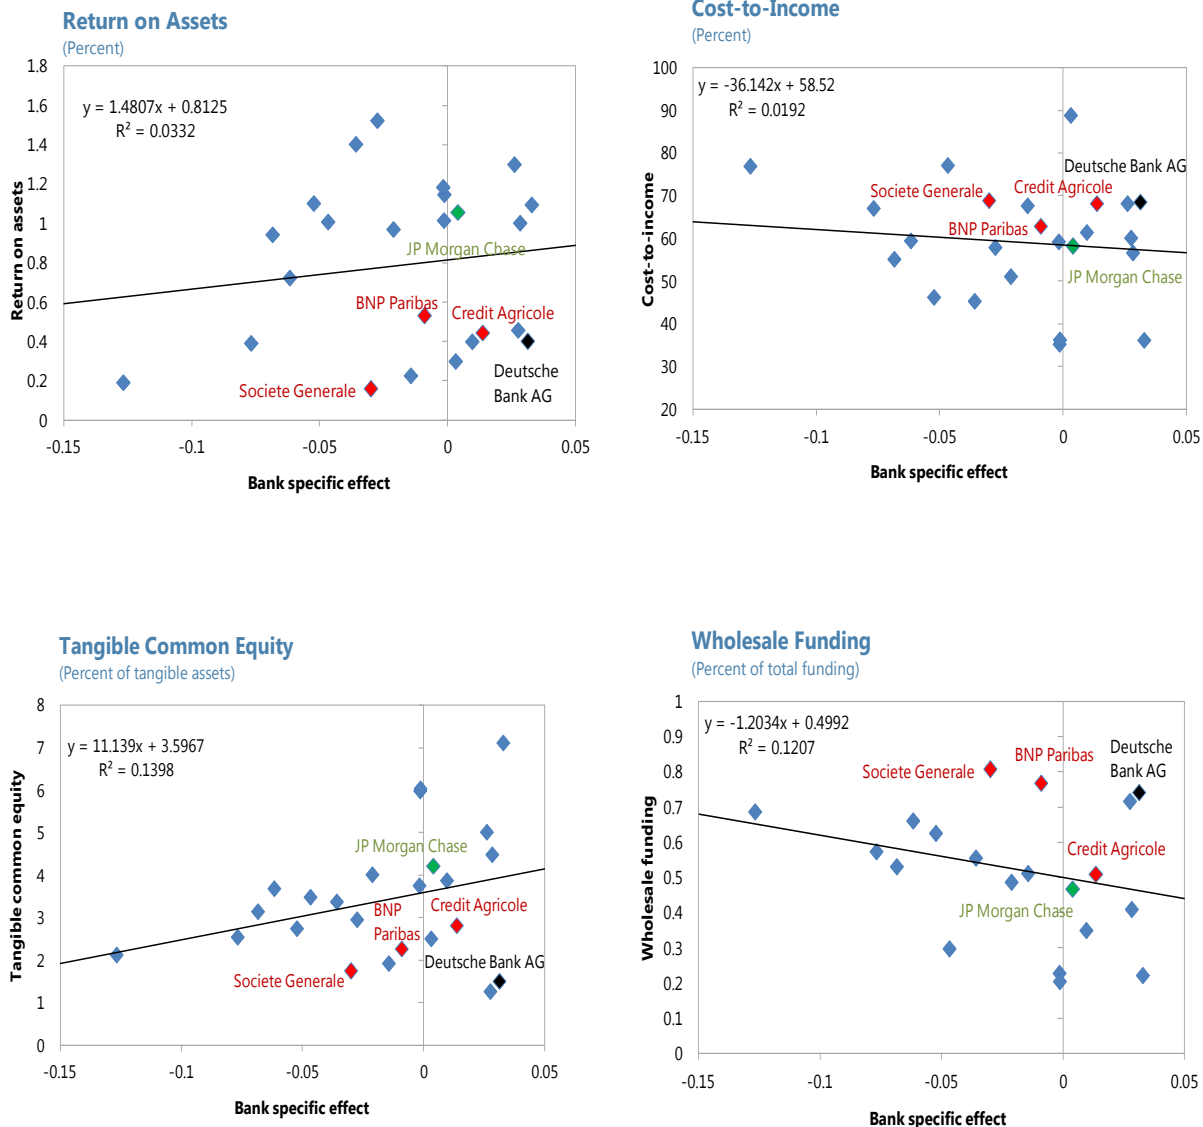 Return on Assets
(Percent)
1.8
1.6
1.4
1.2
1
0.8
0.6
0.4
0.2
0
y = 1.4807x + 0.8125
R² = 0.0332
JP Morgan Chase
BNP Paribas
Credit Agricole
Societe Generale
Deutsche
Bank AG
Return on assets
-0.15
-0.1
-0.05
0
0.05
Bank specific effect
Cost-to-Income
(Percent)
100
90
80
70
60
50
40
30
20
y = -36.142x + 58.52
R² = 0.0192
Deutsche Bank AG
Societe Generale
Credit Agricole
BNP Paribas
JP Morgan Chase
Cost-to-income
-0.15
-0.1
-0.05
0
0.05
Bank specific effect
Tangible Common Equity
(Percent of tangible assets)
8
7
6
5
4
3
2
1
0
y = 11.139x + 3.5967
R² = 0.1398
JP Morgan Chase
BNP
Paribas
Credit Agricole
Societe Generale
Deutsche Bank AG
Tangible common equity
-0.15
-0.1
-0.05
0
0.05
Bank specific effect
Wholesale Funding
(Percent of total funding)
1
0.9
0.8
0.7
0.6
0.5
0.4
0.3
0.2
0.1
0
y = -1.2034x + 0.4992
R² = 0.1207
Societe Generale
BNP Paribas
Deutsche
Bank AG
Credit Agricole
JP Morgan Chase
Wholesale funding
-0.15
-0.1
-0.05
0
0.05
Bank specific effect